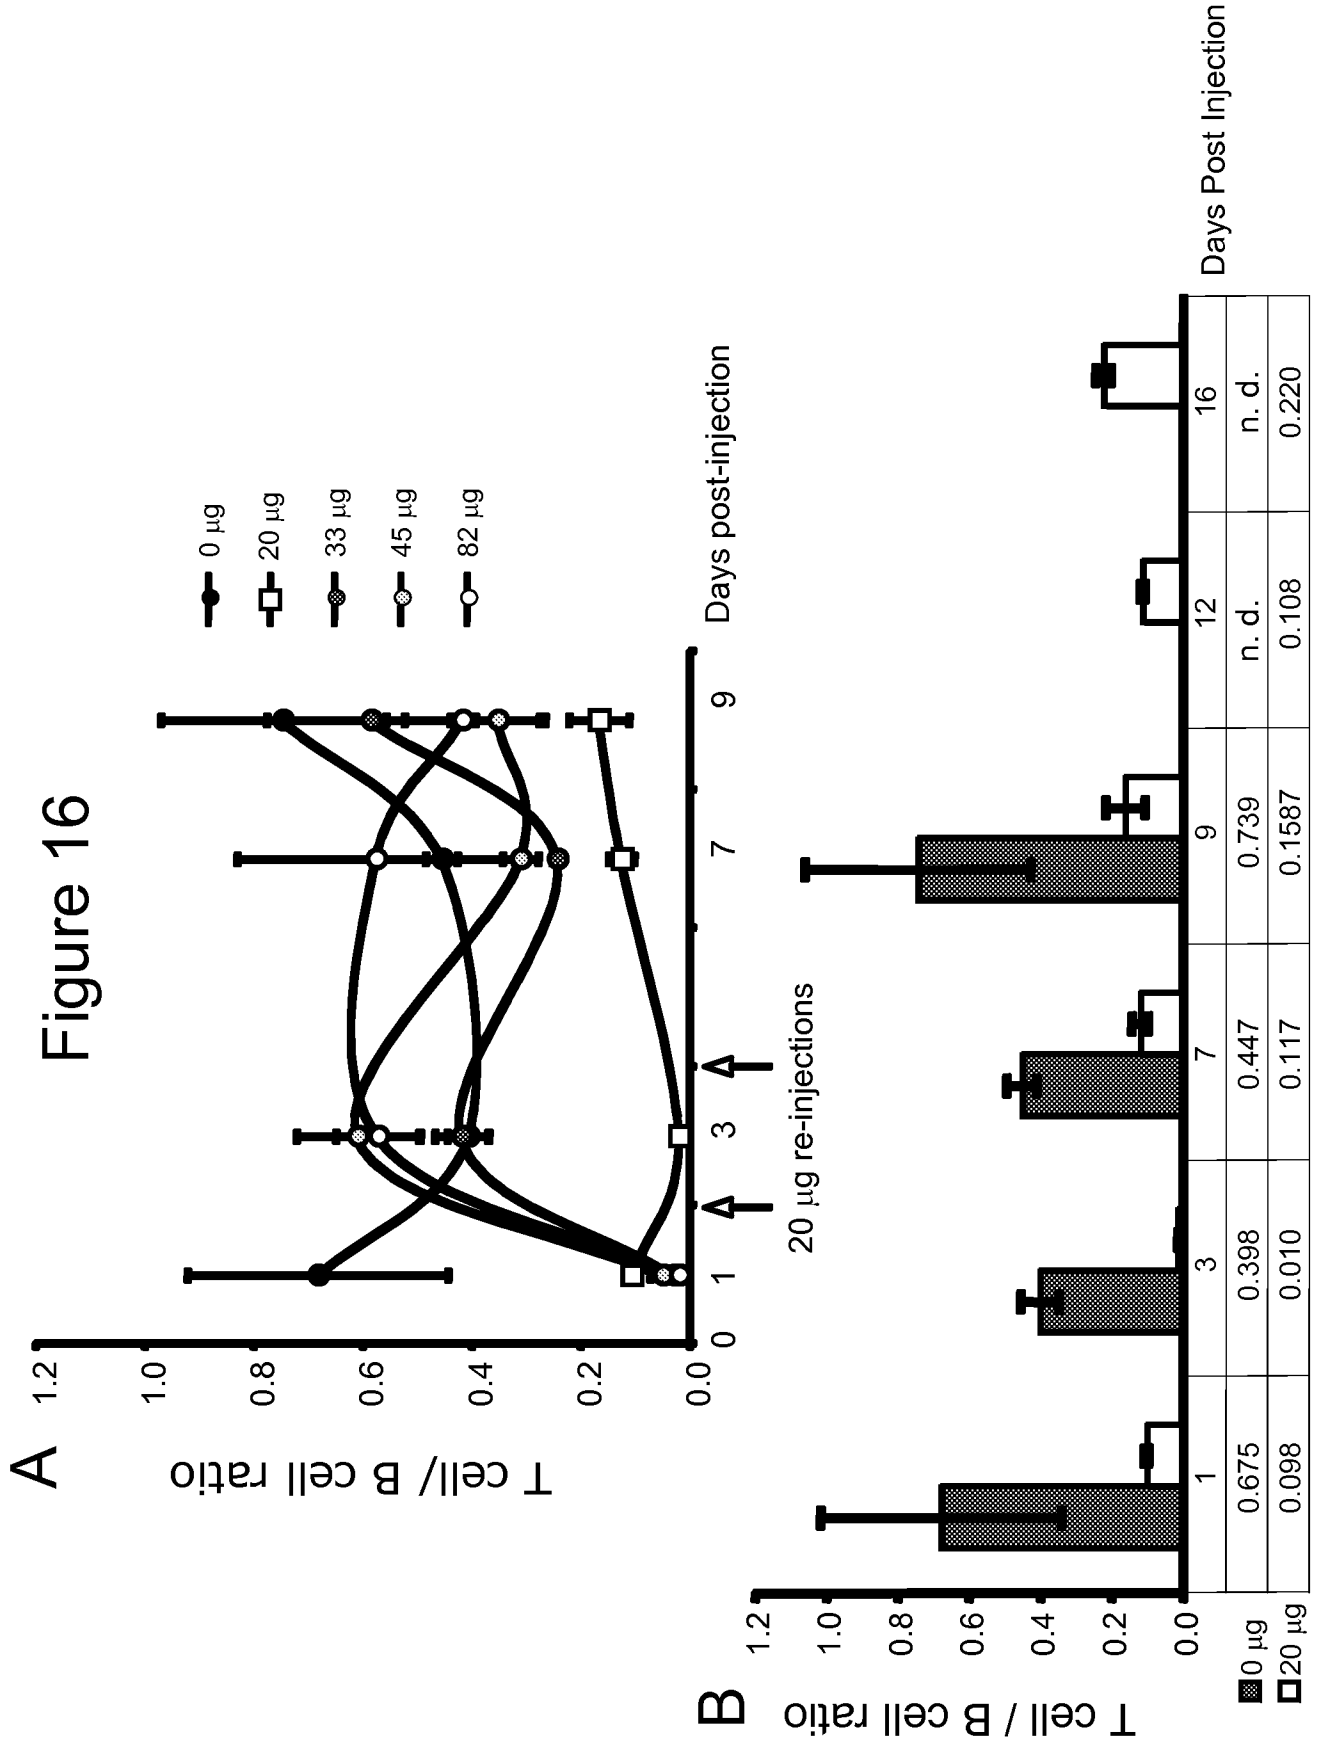 Figure 16
A
T cell/ B cell ratio
1.2
1.0
0.8
0.6
0.4
0.2
0.0
0 1 3 7 9
Days post-injection
20 µg re-injections
0 µg
20 µg
33 µg
45 µg
82 µg
B
T cell / B cell ratio
1.2
1.0
0.8
0.6
0.4
0.2
0.0
1 3 7 9 12 16
Days Post Injection
0 µg 0.675 0.398 0.447 0.739 n. d. n. d.
20 µg 0.098 0.010 0.117 0.1587 0.108 0.220